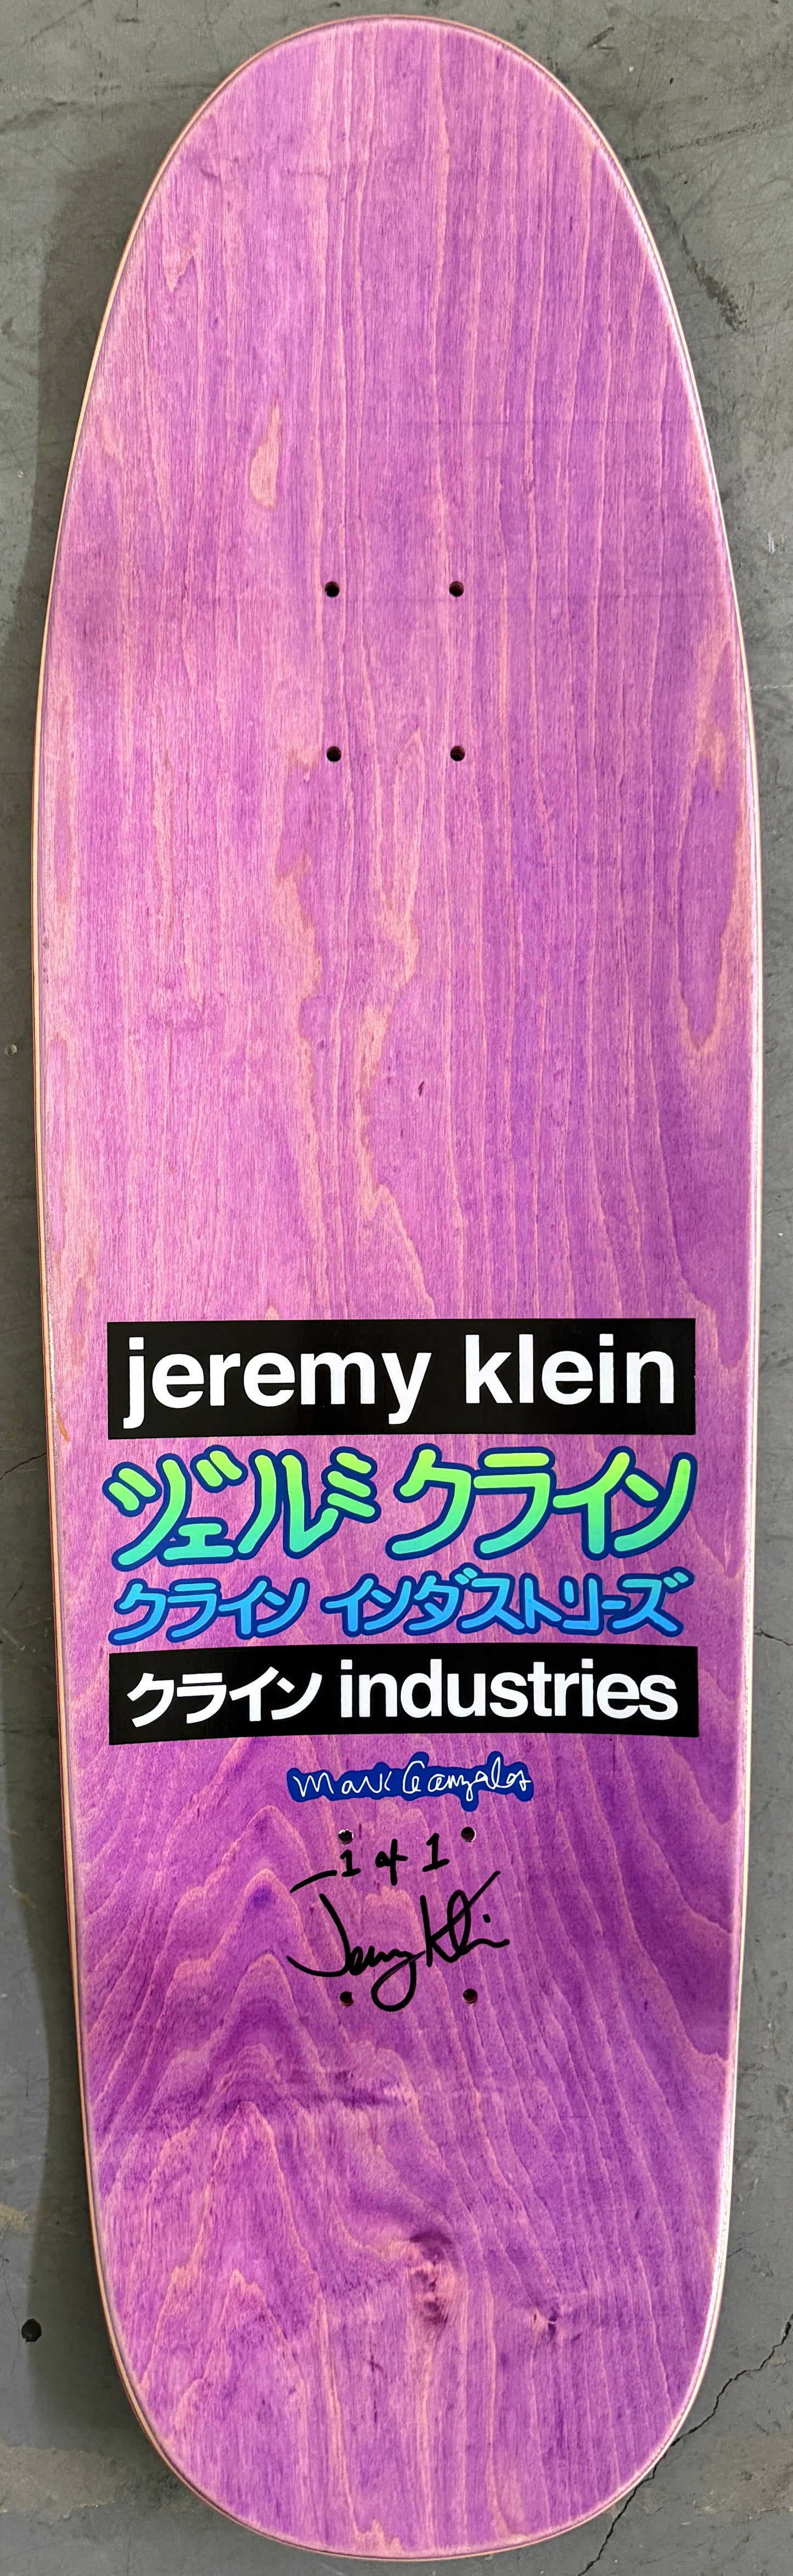 jeremy klein
ジェルミ クライン
クライン インダストリーズ
クライン industries
Mark Gonzales
1 of 1
Jeremy Klein